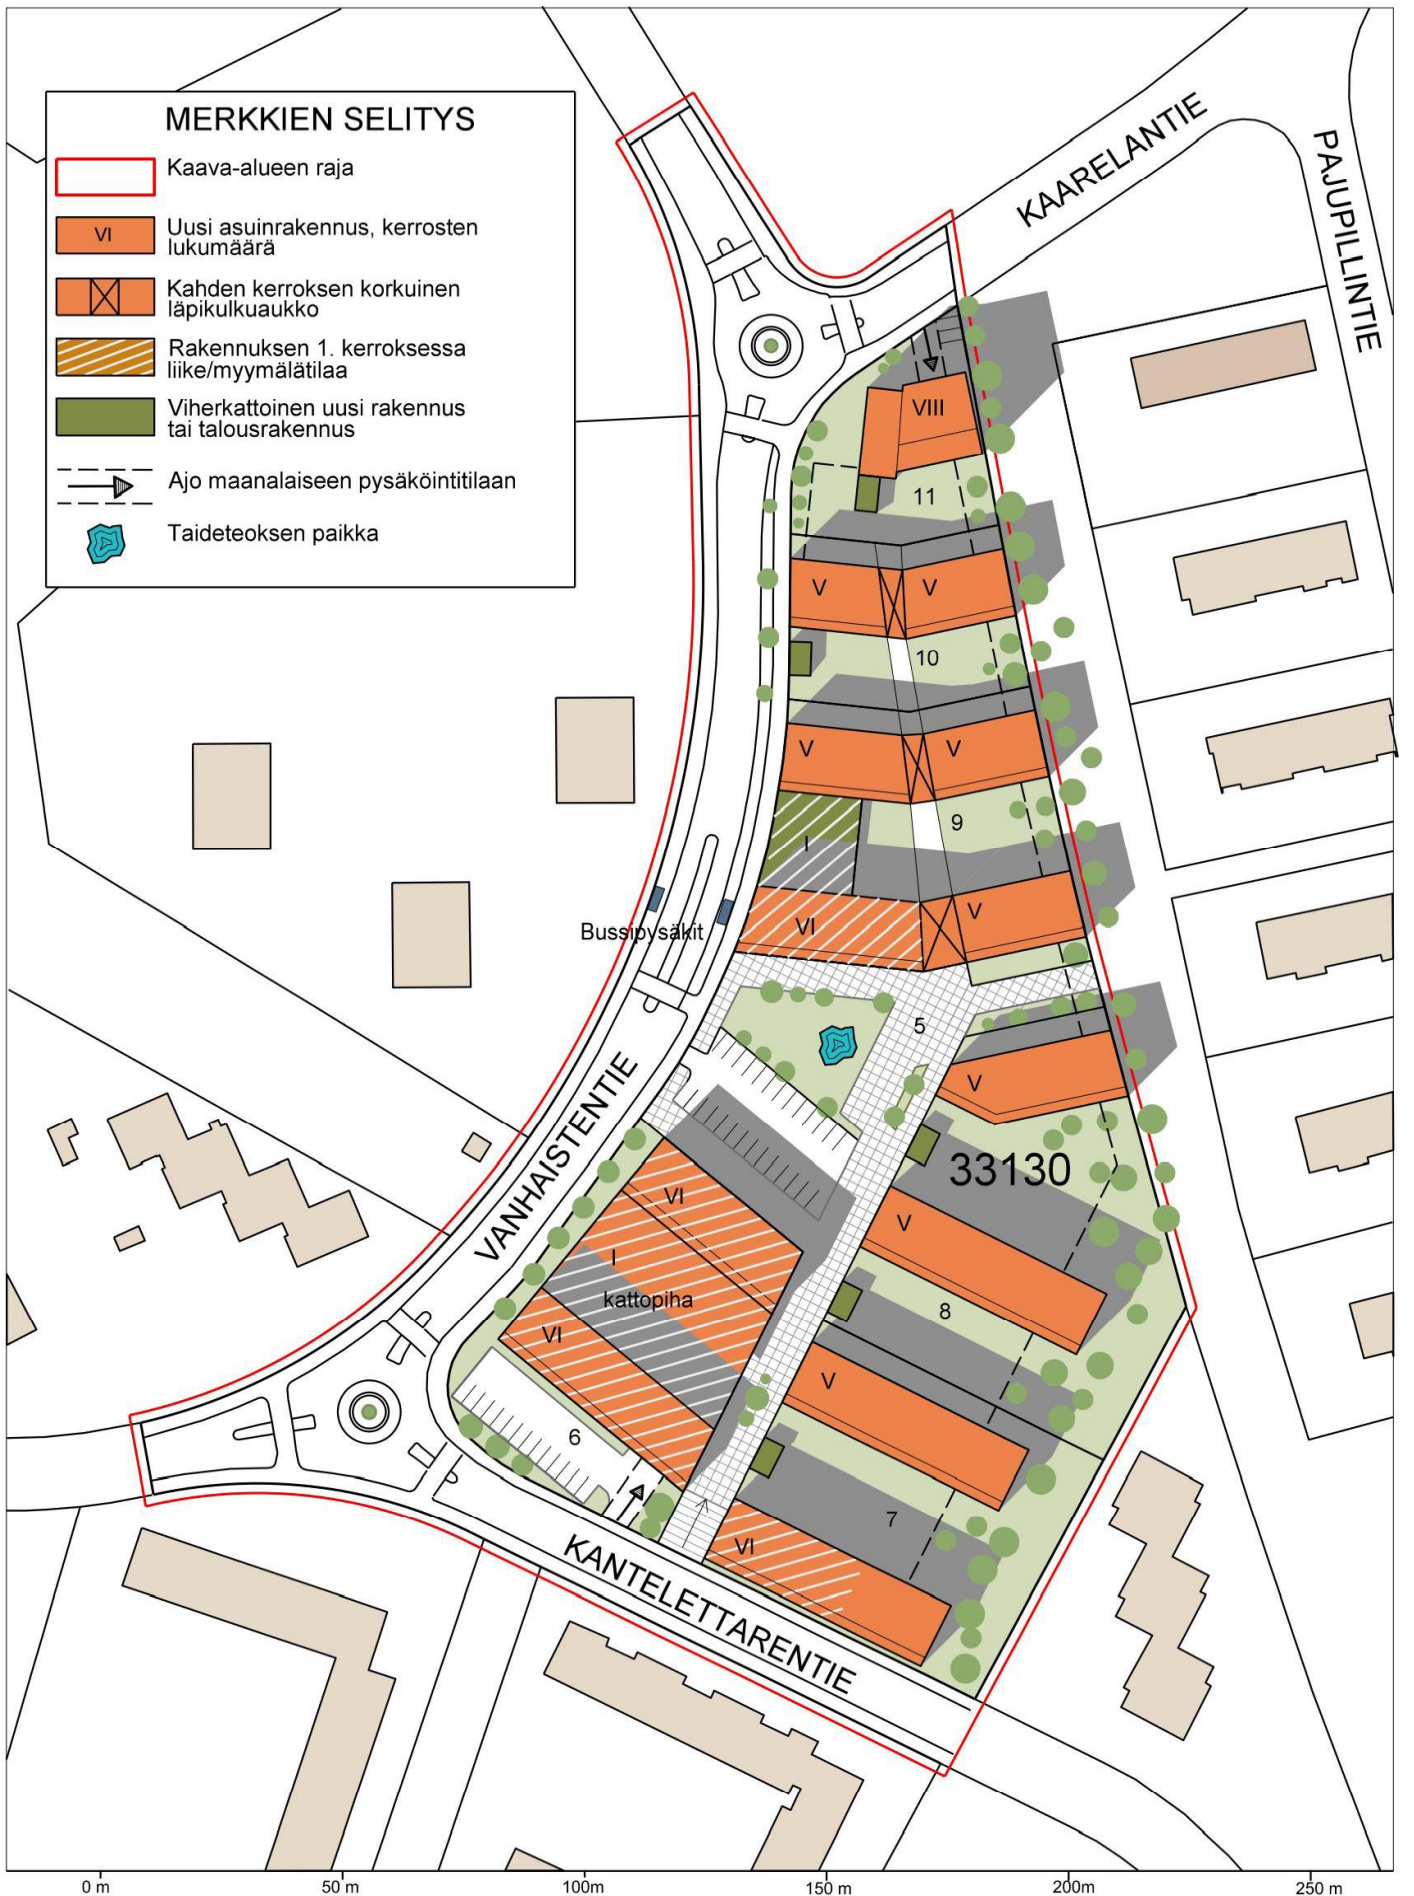 MERKKIEN SELITYS
Kaava-alueen raja
VI
Uusi asuinrakennus, kerrosten
lukumäärä
Kahden kerroksen korkuinen
läpikulkuaukko
Rakennuksen 1. kerroksessa
liike/myymälätilaa
Viherkattoinen uusi rakennus
tai talousrakennus
Ajo maanalaiseen pysäköintitilaan
Taideteoksen paikka
KAARELANTIE
PAJUPILLINTIE
VIII
11
V
V
10
V
V
9
I
V
VI
Bussipysäkit
5
V
VANHAISTENTIE
33130
VI
V
I
kattopiha
8
VI
V
6
7
VI
KANTELETTARENTIE
0 m
50 m
100m
150 m
200m
250 m